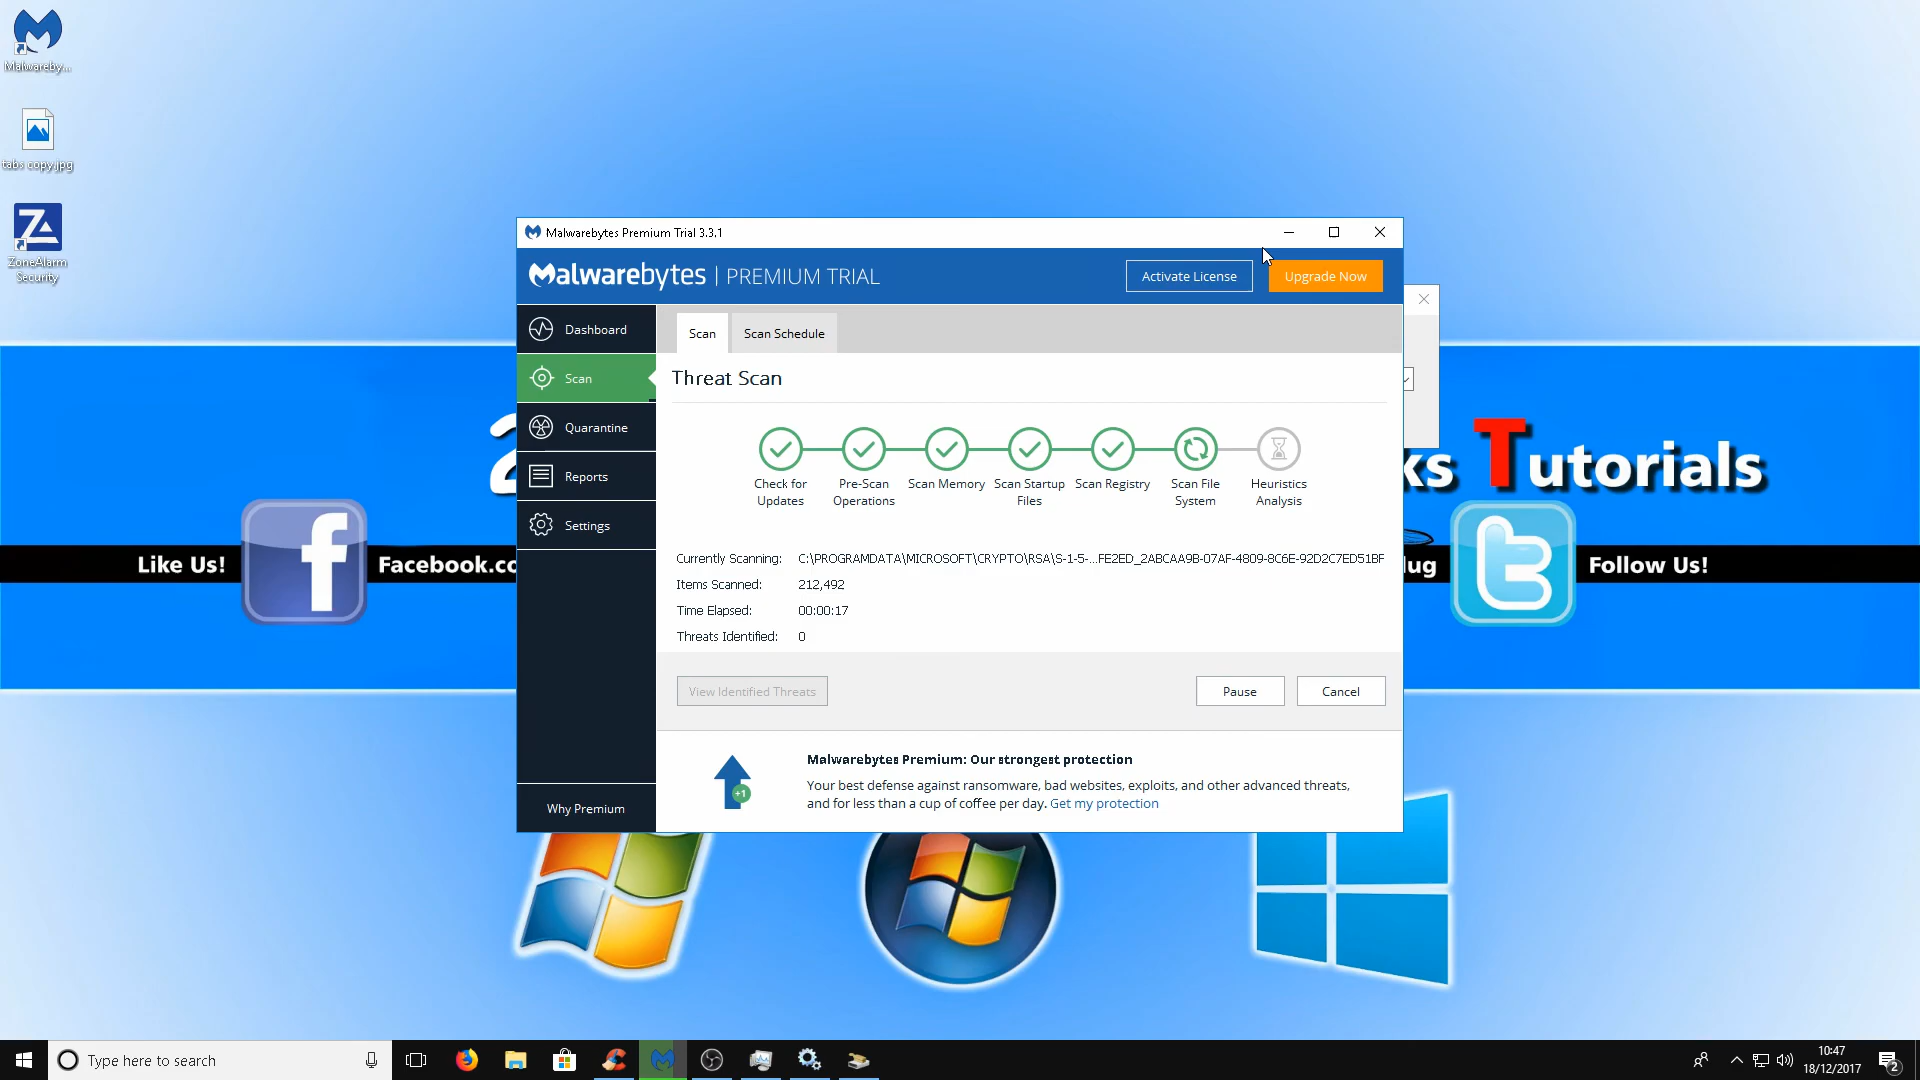 Malwareby...
tabs copy.jpg
ZoneAlarm
Security
Malwarebytes Premium Trial 3.3.1
Malwarebytes | PREMIUM TRIAL
Activate License
Upgrade Now
Dashboard
Scan
Quarantine
Reports
Settings
Why Premium
Scan
Scan Schedule
Threat Scan
Check for
Updates
Pre-Scan
Operations
Scan Memory
Scan Startup
Files
Scan Registry
Scan File
System
Heuristics
Analysis
Currently Scanning: C:\PROGRAMDATA\MICROSOFT\CRYPTO\RSA\S-1-5-...FE2ED_2ABCAA9B-07AF-4809-8C6E-92D2C7ED51BF
Items Scanned: 212,492
Time Elapsed: 00:00:17
Threats Identified: 0
View Identified Threats
Pause
Cancel
+1
Malwarebytes Premium: Our strongest protection
Your best defense against ransomware, bad websites, exploits, and other advanced threats,
and for less than a cup of coffee per day. Get my protection
2
ks Tutorials
Like Us!
f
Facebook.co
lug
t
Follow Us!
Type here to search
10:47
18/12/2017
2